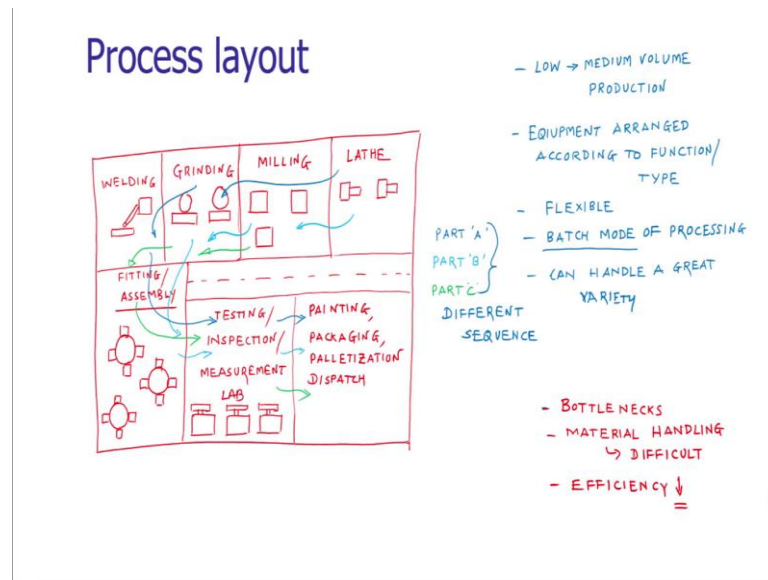 Process layout
WELDING
GRINDING
MILLING
LATHE
FITTING/
ASSEMBLY
TESTING/
INSPECTION/
MEASUREMENT
LAB
PAINTING,
PACKAGING,
PALLETIZATION
DISPATCH
PART 'A'
PART 'B'
PART 'C'
DIFFERENT
SEQUENCE
- LOW → MEDIUM VOLUME
PRODUCTION
- EQIUPMENT ARRANGED
ACCORDING TO FUNCTION/
TYPE
- FLEXIBLE
- BATCH MODE OF PROCESSING
- CAN HANDLE A GREAT
VARIETY
- BOTTLENECKS
- MATERIAL HANDLING
↳ DIFFICULT
- EFFICIENCY ↓